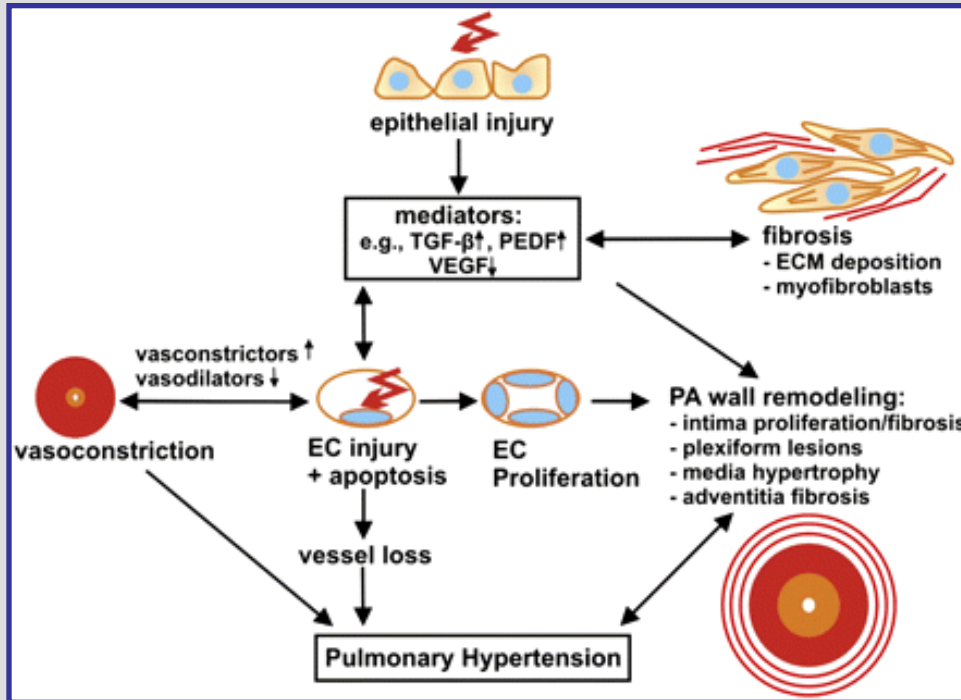 epithelial injury
mediators:
e.g., TGF-β↑, PEDF↑
VEGF↓
fibrosis
- ECM deposition
- myofibroblasts
vasconstrictors ↑
vasodilators ↓
vasoconstriction
EC injury
+ apoptosis
EC
Proliferation
PA wall remodeling:
- intima proliferation/fibrosis
- plexiform lesions
- media hypertrophy
- adventitia fibrosis
vessel loss
Pulmonary Hypertension